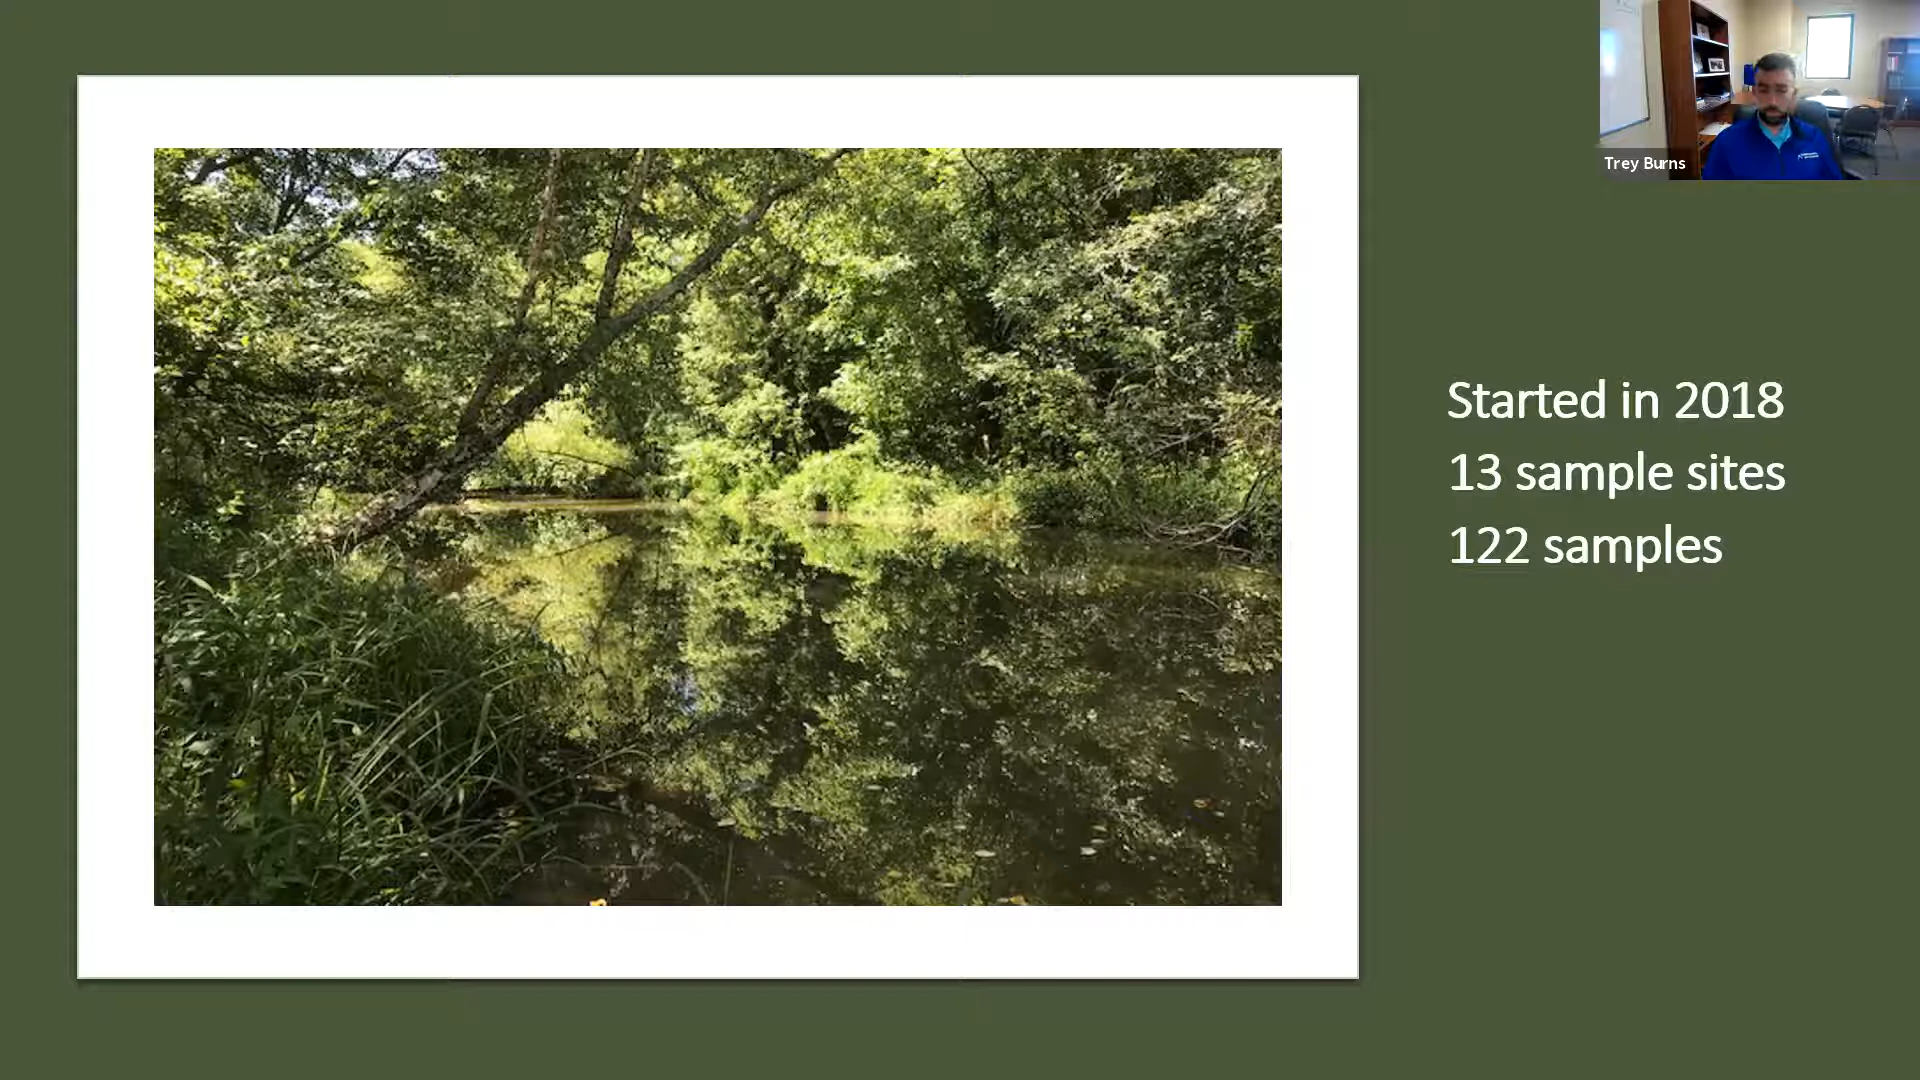 Trey Burns
Started in 2018
13 sample sites
122 samples